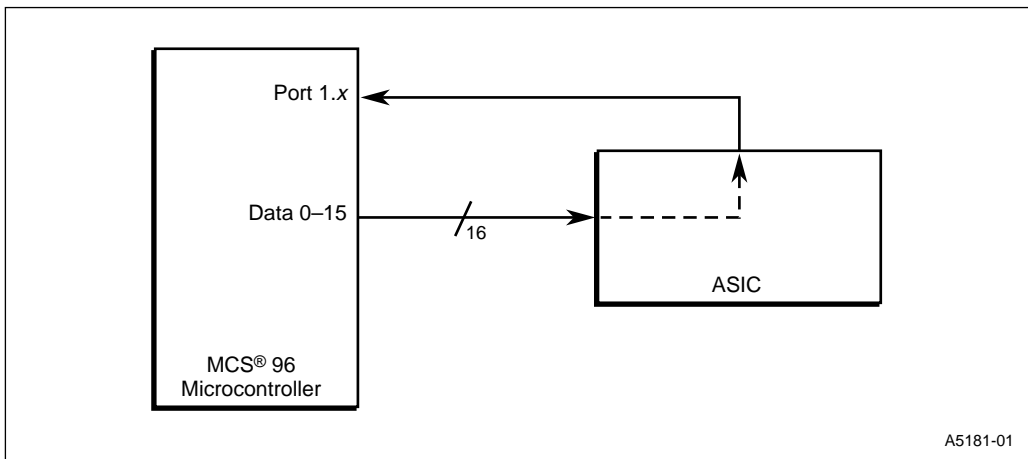 Port 1.x
Data 0–15
16
ASIC
MCS® 96
Microcontroller
A5181-01